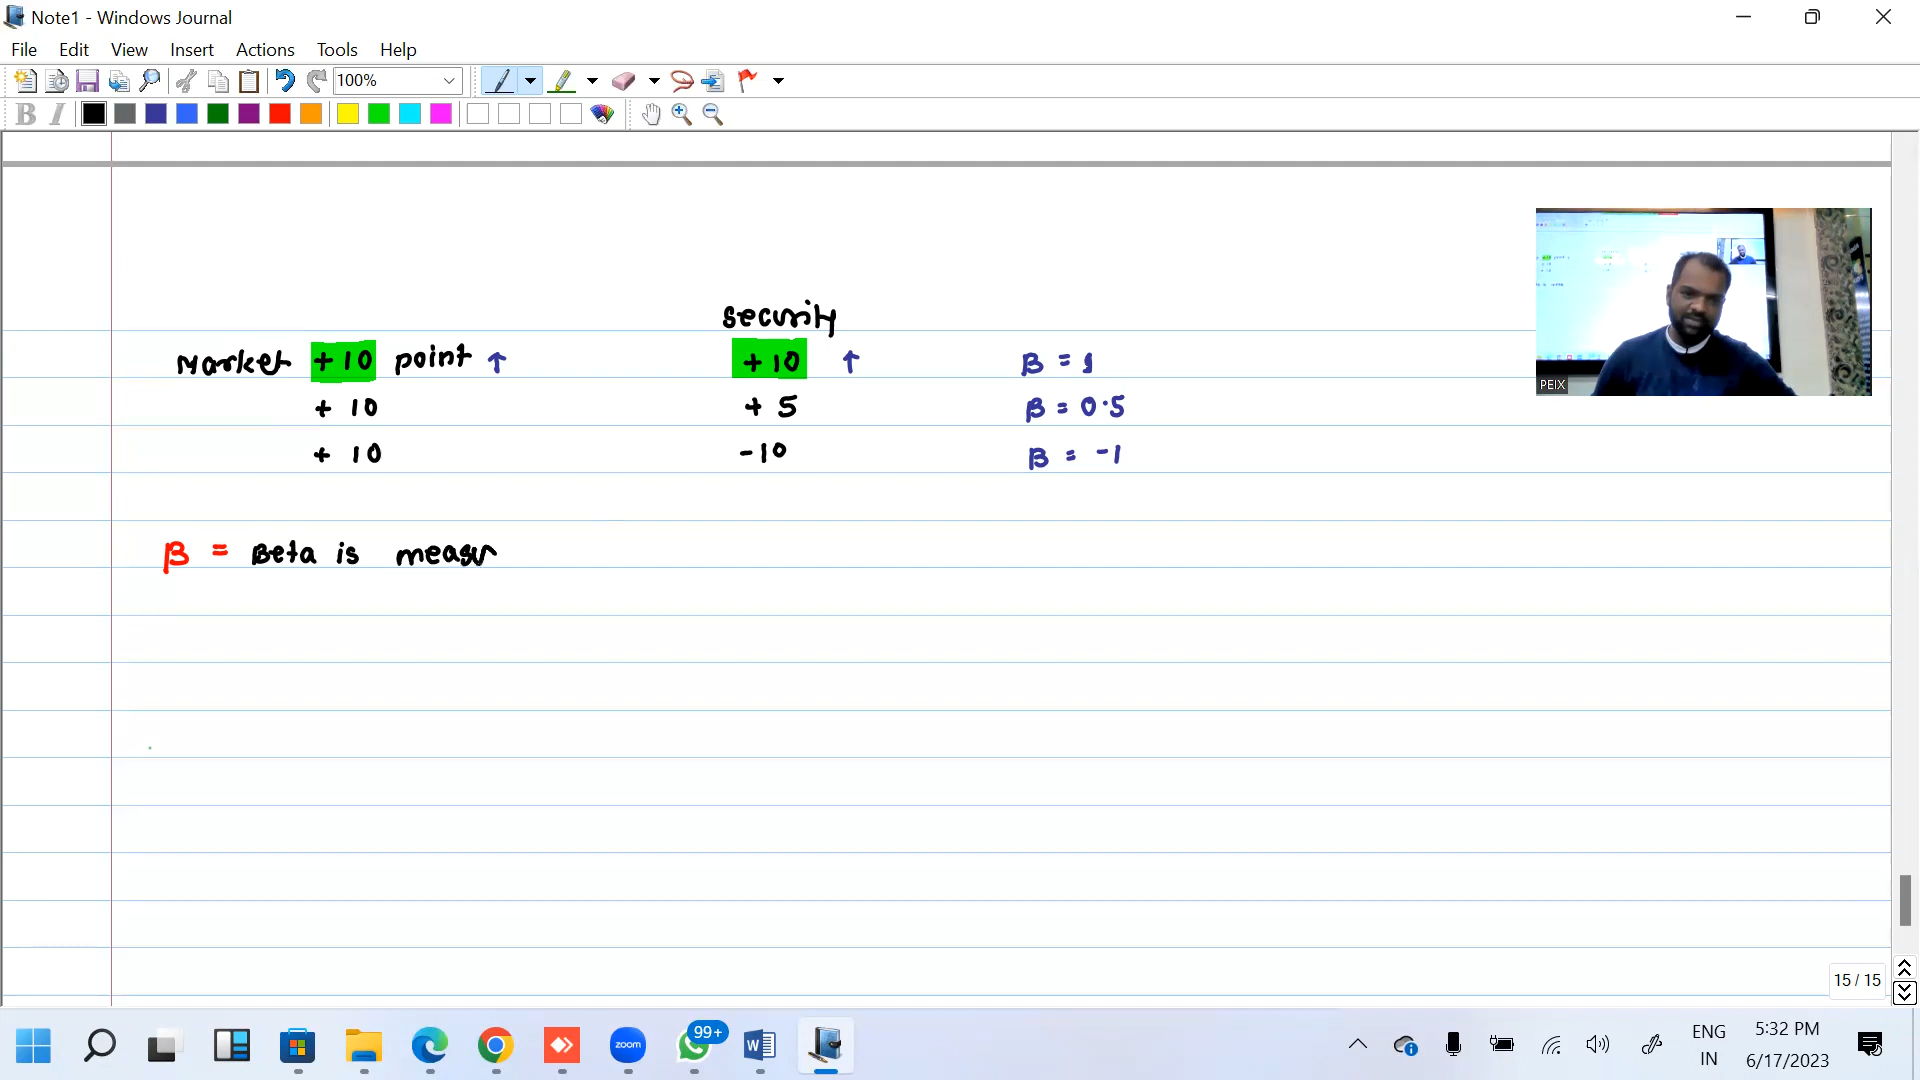 Note1 - Windows Journal
File Edit View Insert Actions Tools Help
100%
B I
security
Market +10 point ↑ +10 ↑ β = 1
+ 10 + 5 β = 0.5
+ 10 -10 β = -1
β = Beta is measur
PEIX
15 / 15
zoom
99+
ENG
IN
5:32 PM
6/17/2023